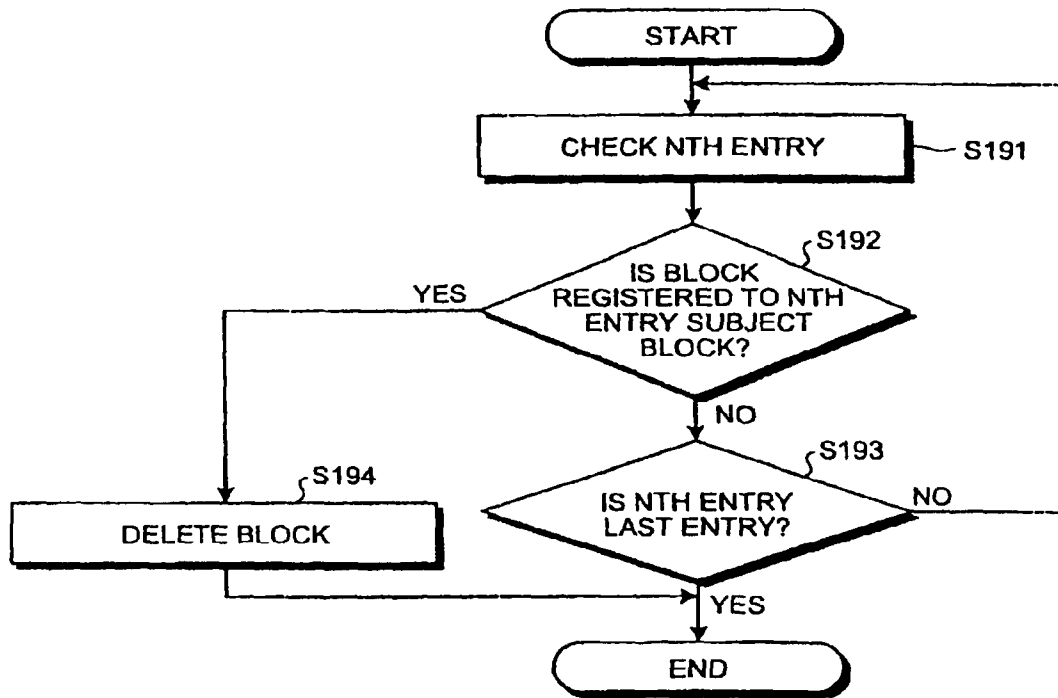 START
CHECK NTH ENTRY
S191
S192
IS BLOCK
REGISTERED TO NTH
ENTRY SUBJECT
BLOCK?
YES
NO
S193
IS NTH ENTRY
LAST ENTRY?
NO
S194
DELETE BLOCK
YES
END